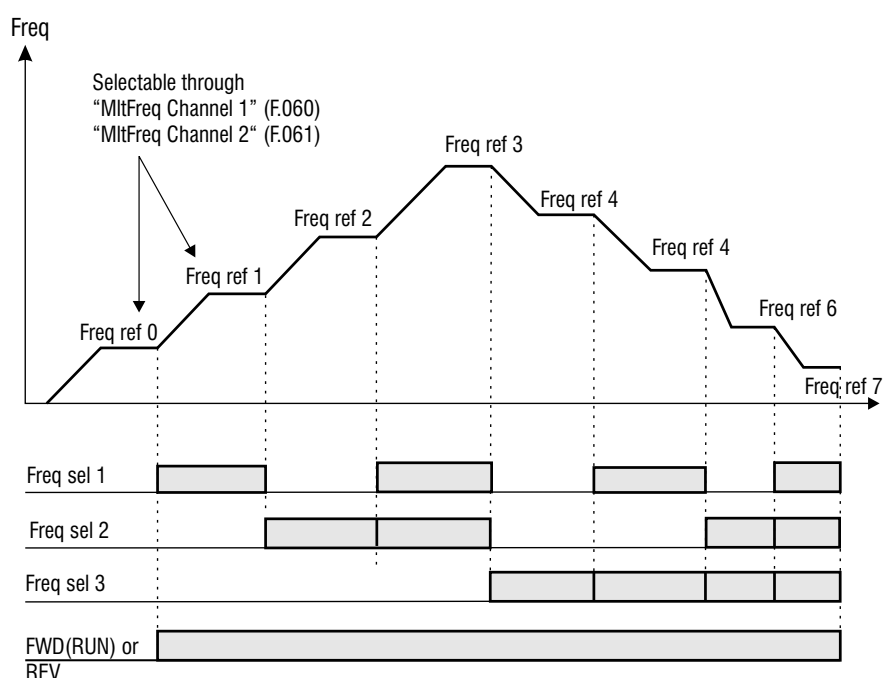 Freq
Selectable through
“MltFreq Channel 1” (F.060)
“MltFreq Channel 2“ (F.061)
Freq ref 3
Freq ref 2
Freq ref 4
Freq ref 1
Freq ref 4
Freq ref 0
Freq ref 6
Freq ref 7
Freq sel 1
Freq sel 2
Freq sel 3
FWD(RUN) or
REV